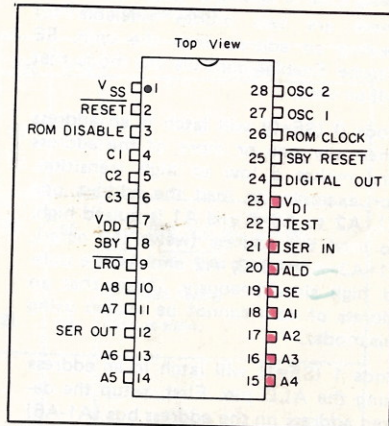 Top View
V SS 1
RESET 2
ROM DISABLE 3
C1 4
C2 5
C3 6
V DD 7
SBY 8
LRQ 9
A8 10
A7 11
SER OUT 12
A6 13
A5 14
28 OSC 2
27 OSC 1
26 ROM CLOCK
25 SBY RESET
24 DIGITAL OUT
23 V DI
22 TEST
21 SER IN
20 ALD
19 SE
18 A1
17 A2
16 A3
15 A4